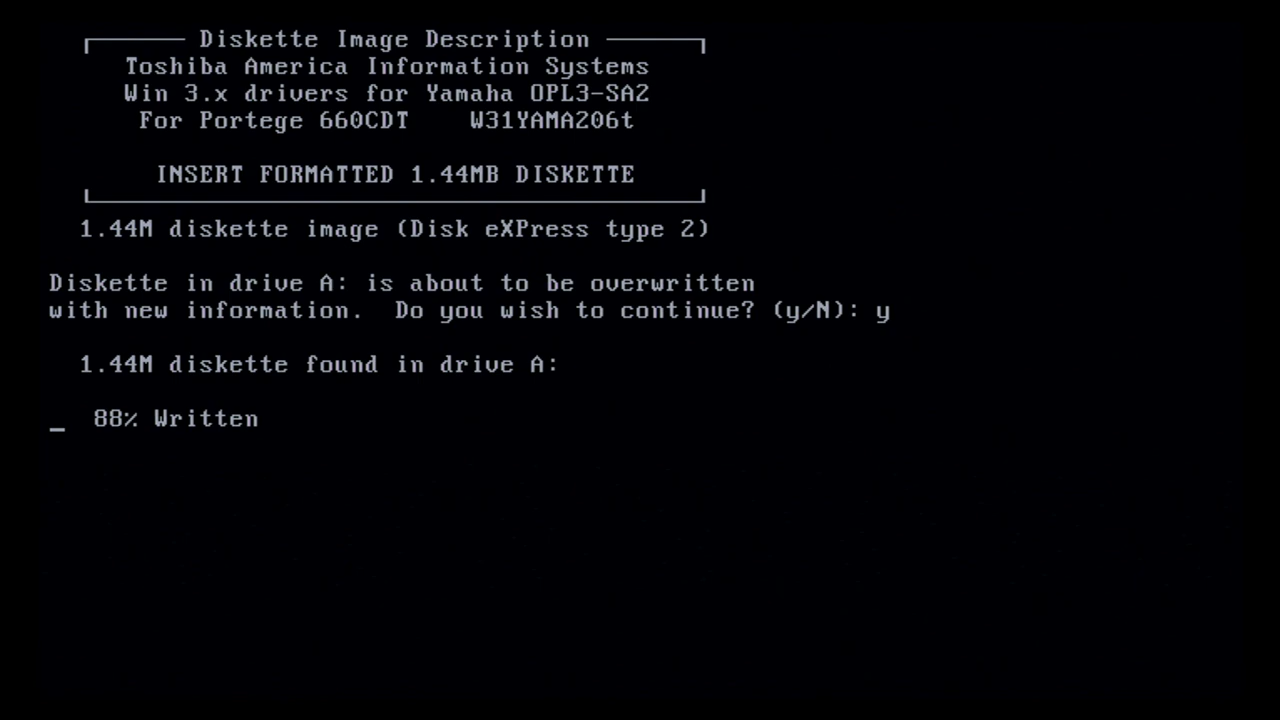 Diskette Image Description
Toshiba America Information Systems
Win 3.x drivers for Yamaha OPL3-SA2
For Portege 660CDT    W31YAMA206t
INSERT FORMATTED 1.44MB DISKETTE
1.44M diskette image (Disk eXPress type 2)
Diskette in drive A: is about to be overwritten
with new information.  Do you wish to continue? (y/N): y
1.44M diskette found in drive A:
_  88% Written